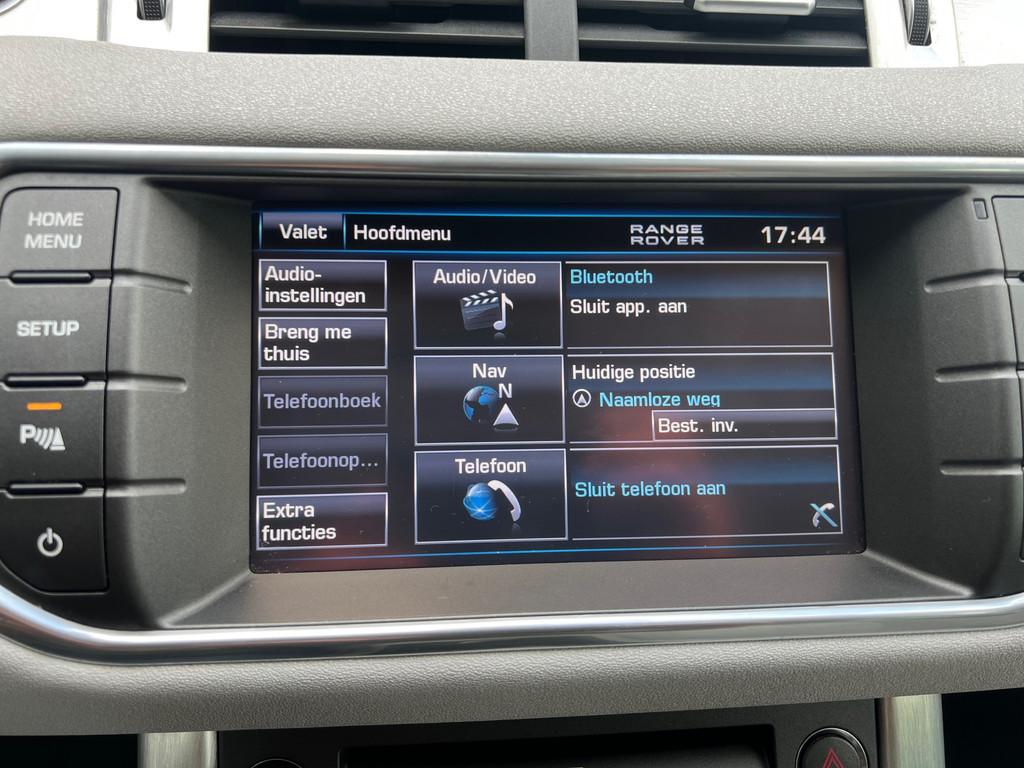 HOME
MENU
SETUP
P
Valet
Hoofdmenu
RANGE
ROVER
17:44
Audio-
instellingen
Breng me
thuis
Telefoonboek
Telefoonop...
Extra
functies
Audio/Video
Bluetooth
Sluit app. aan
Nav
N
Huidige positie
Naamloze weg
Best. inv.
Telefoon
Sluit telefoon aan